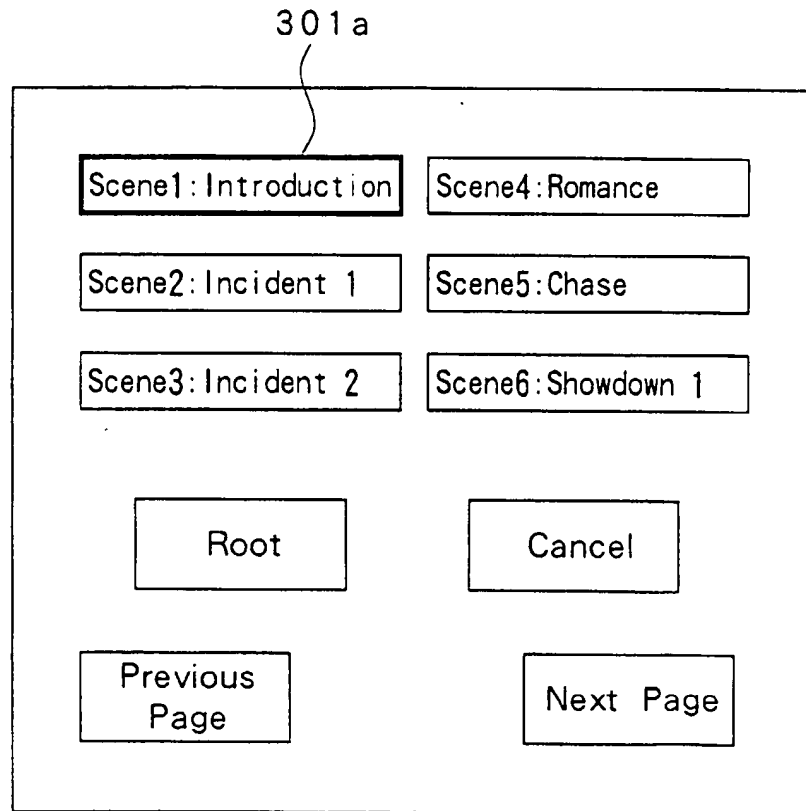 301a
Scene1:Introduction
Scene4:Romance
Scene2:Incident 1
Scene5:Chase
Scene3:Incident 2
Scene6:Showdown 1
Root
Cancel
Previous
Page
Next Page